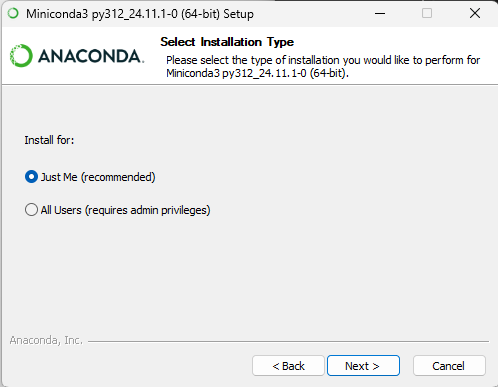 Miniconda3 py312_24.11.1-0 (64-bit) Setup
ANACONDA.
Select Installation Type
Please select the type of installation you would like to perform for
Miniconda3 py312_24.11.1-0 (64-bit).
Install for:
Just Me (recommended)
All Users (requires admin privileges)
Anaconda, Inc.
< Back
Next >
Cancel